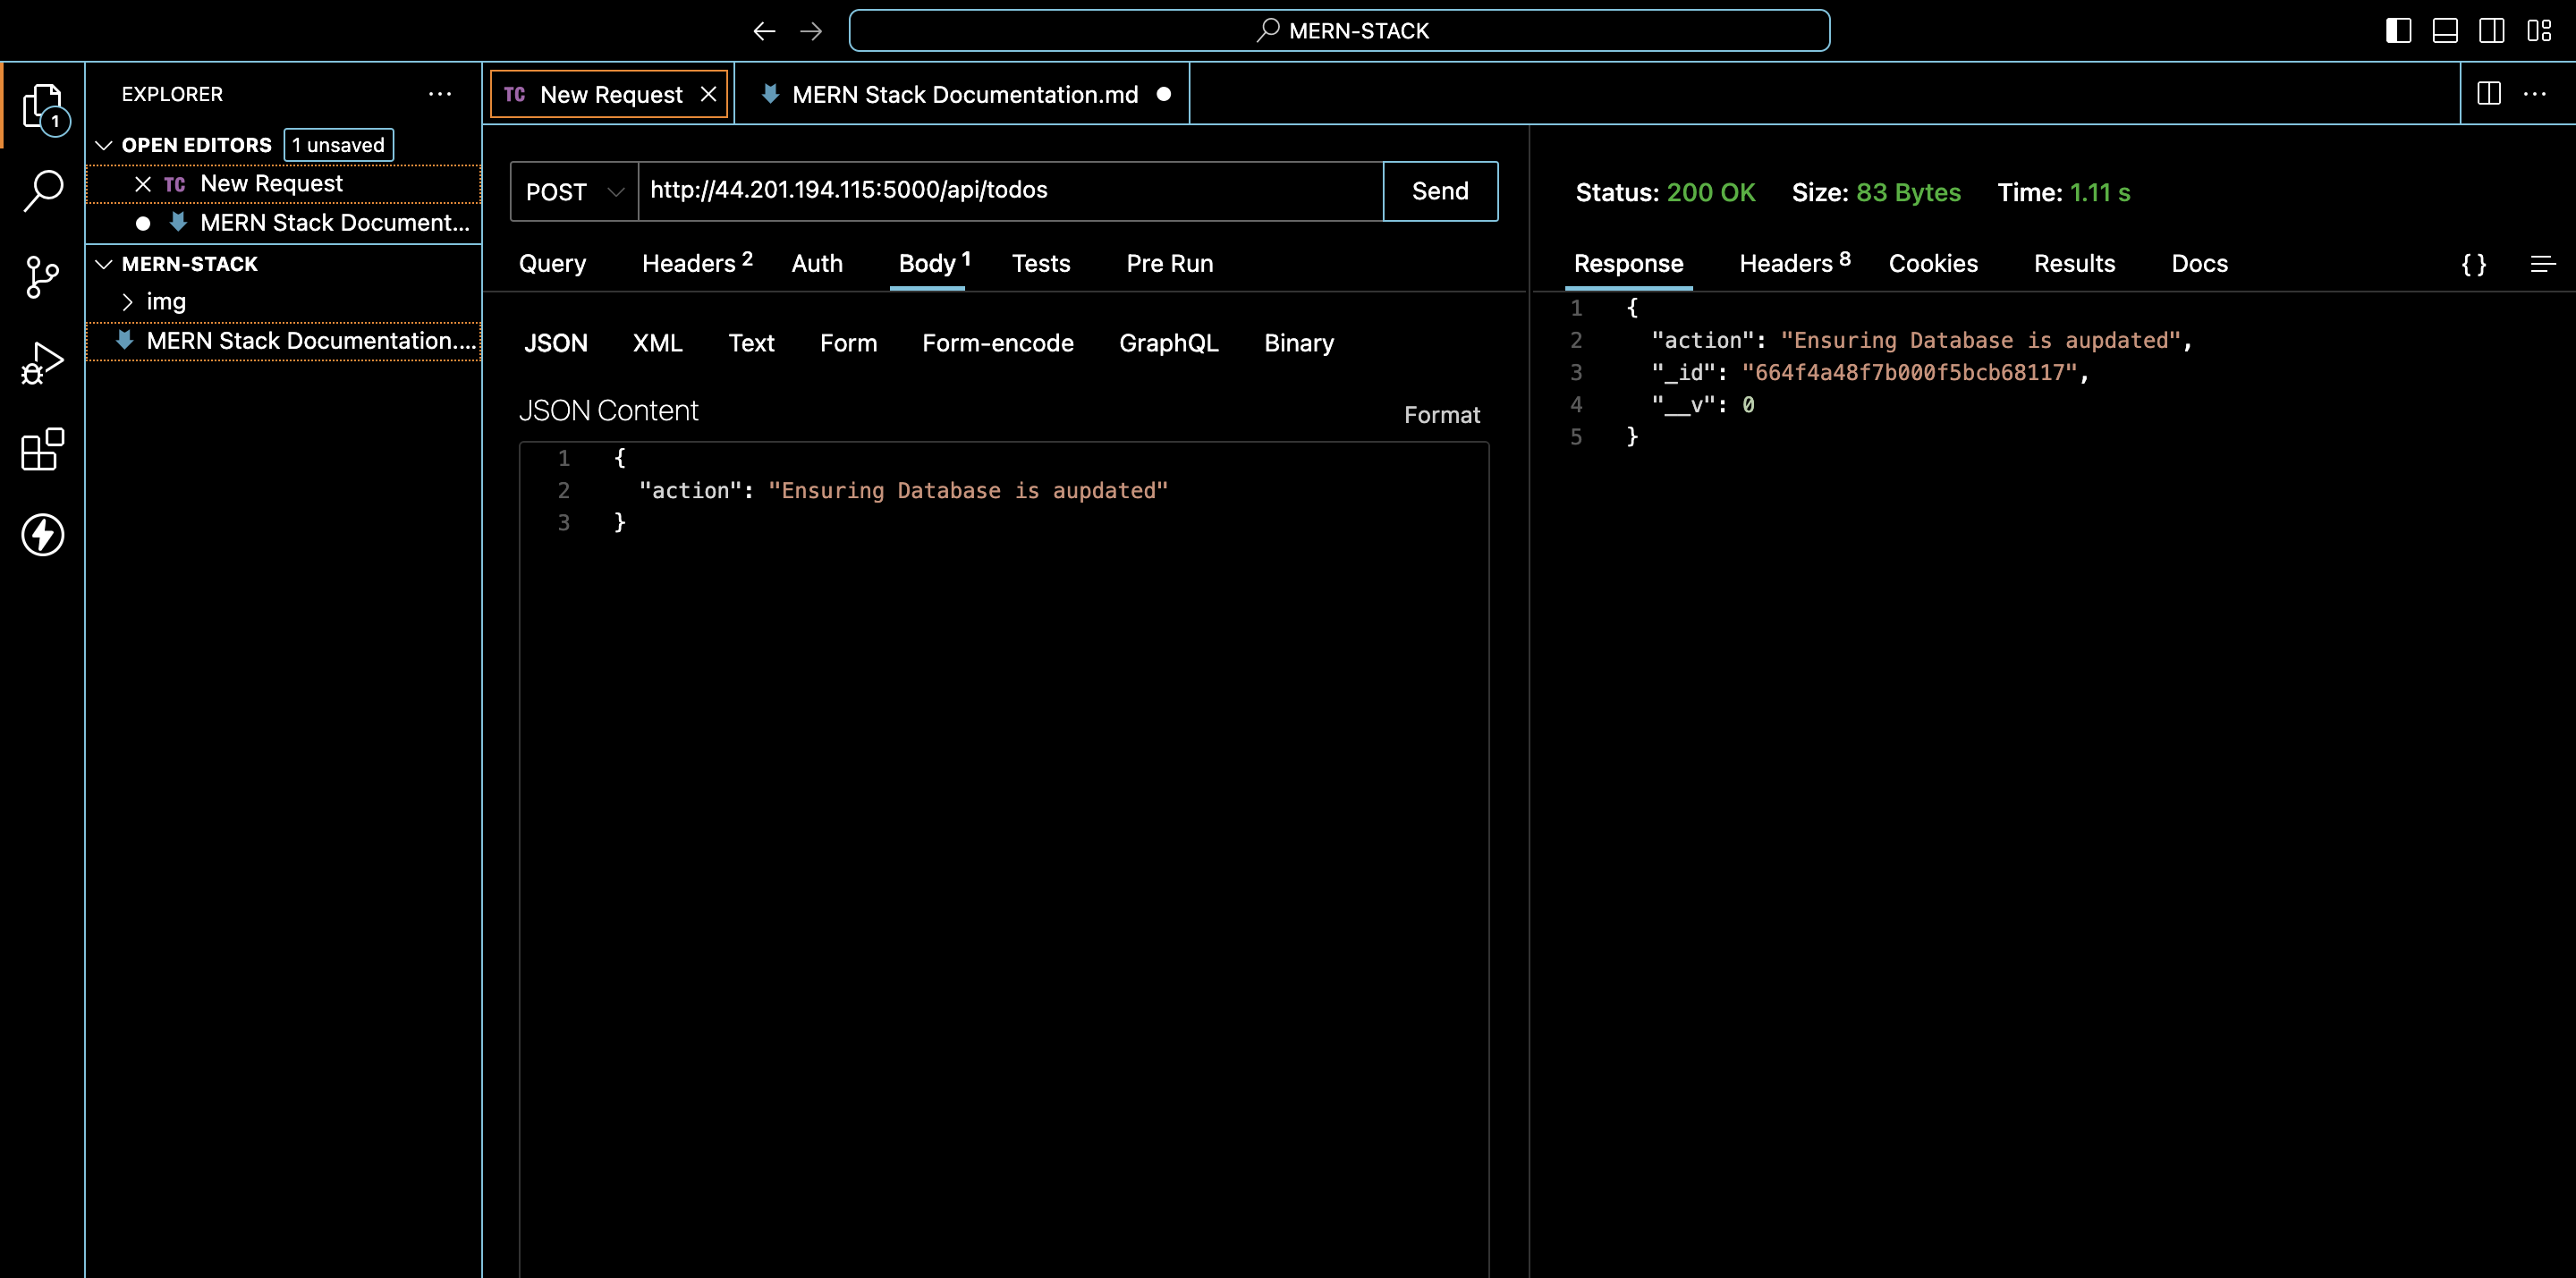 MERN-STACK
1
EXPLORER
OPEN EDITORS 1 unsaved
TC New Request
MERN Stack Document...
MERN-STACK
img
MERN Stack Documentation....
TC New Request
MERN Stack Documentation.md
POST http://44.201.194.115:5000/api/todos Send
Query Headers 2 Auth Body 1 Tests Pre Run
JSON XML Text Form Form-encode GraphQL Binary
JSON Content Format
1 {
2 "action": "Ensuring Database is aupdated"
3 }
Status: 200 OK Size: 83 Bytes Time: 1.11 s
Response Headers 8 Cookies Results Docs {}
1 {
2 "action": "Ensuring Database is aupdated",
3 "_id": "664f4a48f7b000f5bcb68117",
4 "__v": 0
5 }